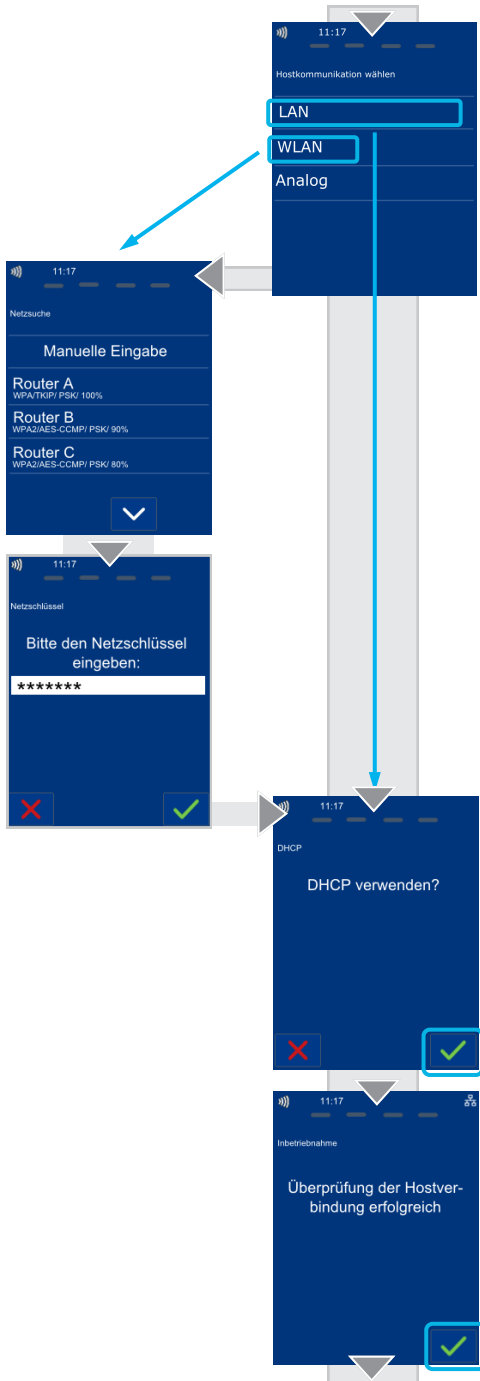 11:17
Hostkommunikation wählen
LAN
WLAN
Analog
11:17
Netzsuche
Manuelle Eingabe
Router A
WPA/TKIP/ PSK/ 100%
Router B
WPA2/AES-CCMP/ PSK/ 90%
Router C
WPA2/AES-CCMP/ PSK/ 80%
11:17
Netzschlüssel
Bitte den Netzschlüssel
eingeben:
*******
11:17
DHCP
DHCP verwenden?
11:17
Inbetriebnahme
Überprüfung der Hostver-
bindung erfolgreich